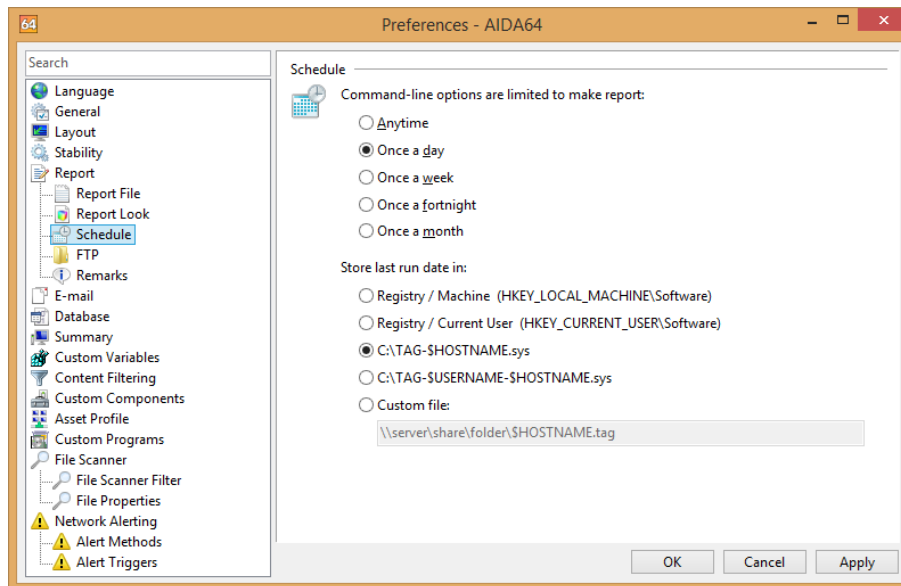 64
Preferences - AIDA64
Search
Language
General
Layout
Stability
Report
Report File
Report Look
Schedule
FTP
Remarks
E-mail
Database
Summary
Custom Variables
Content Filtering
Custom Components
Asset Profile
Custom Programs
File Scanner
File Scanner Filter
File Properties
Network Alerting
Alert Methods
Alert Triggers
Schedule
Command-line options are limited to make report:
Anytime
Once a day
Once a week
Once a fortnight
Once a month
Store last run date in:
Registry / Machine (HKEY_LOCAL_MACHINE\Software)
Registry / Current User (HKEY_CURRENT_USER\Software)
C:\TAG-$HOSTNAME.sys
C:\TAG-$USERNAME-$HOSTNAME.sys
Custom file:
\\server\share\folder\$HOSTNAME.tag
OK Cancel Apply